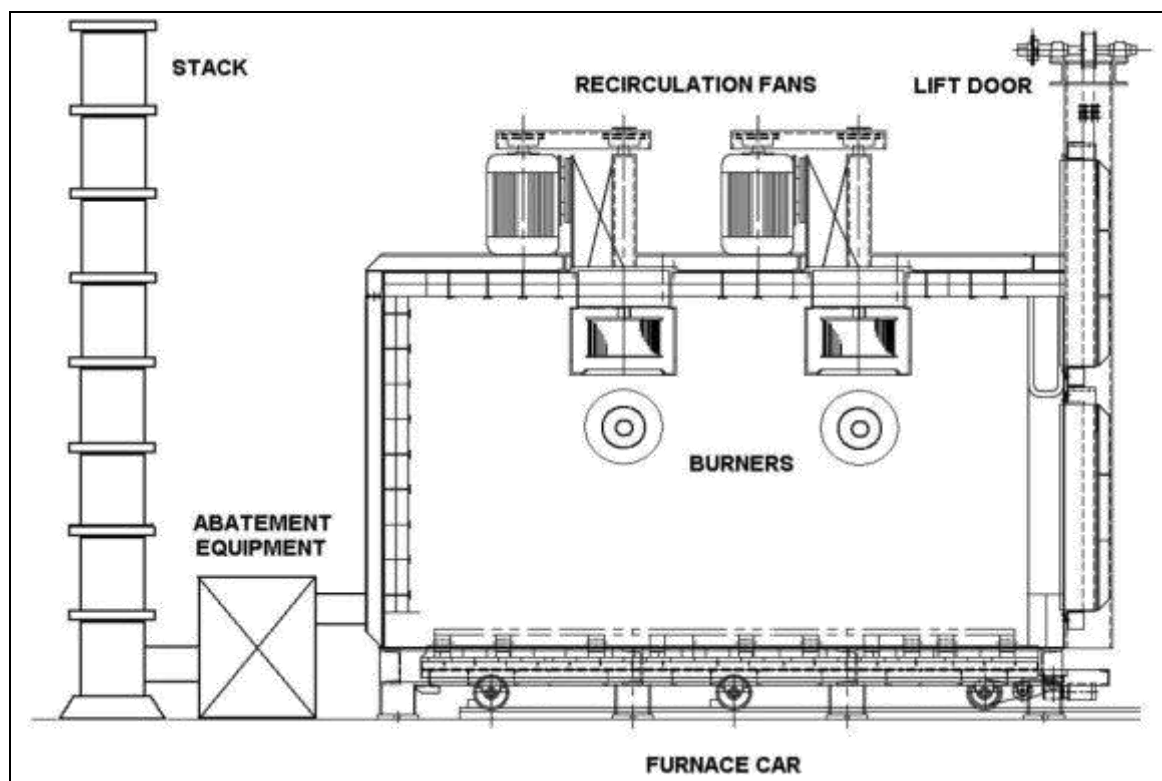 STACK
RECIRCULATION FANS
LIFT DOOR
BURNERS
ABATEMENT
EQUIPMENT
FURNACE CAR